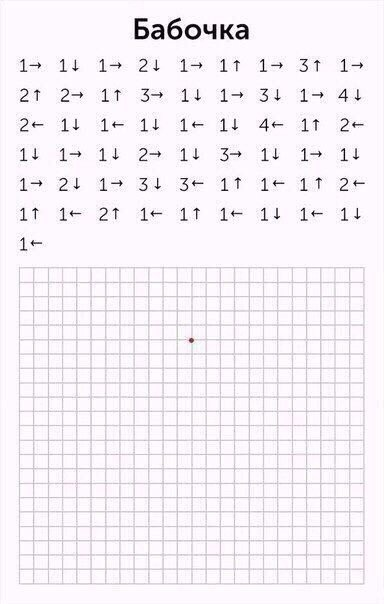 Бабочка
1→ 1↓ 1→ 2↓ 1→ 1↑ 1→ 3↑ 1→
2↑ 2→ 1↑ 3→ 1↓ 1→ 3↓ 1→ 4↓
2← 1↓ 1← 1↓ 1← 1↓ 4← 1↑ 2←
1↓ 1→ 1↓ 2→ 1↓ 3→ 1↓ 1→ 1↓
1→ 2↓ 1→ 3↓ 3← 1↑ 1← 1↑ 2←
1↑ 1← 2↑ 1← 1↑ 1← 1↓ 1← 1↓
1←